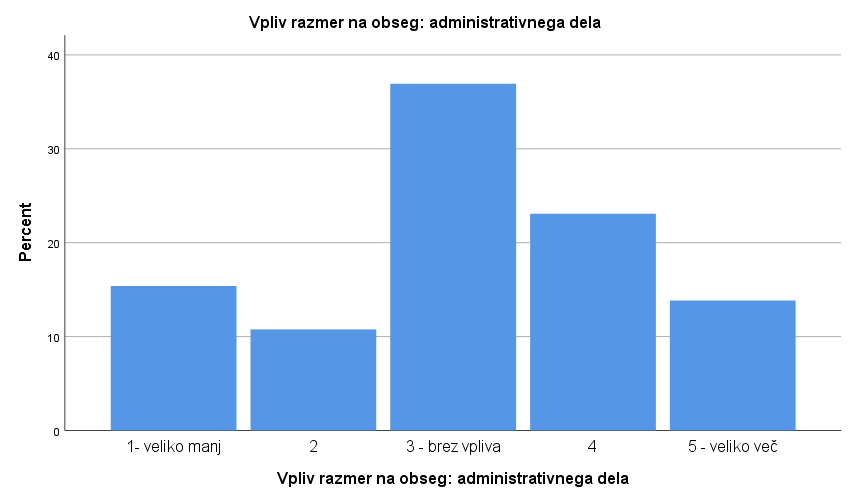 Vpliv razmer na obseg: administrativnega dela
40
30
20
10
0
Percent
1- veliko manj
2
3 - brez vpliva
4
5 - veliko več
Vpliv razmer na obseg: administrativnega dela